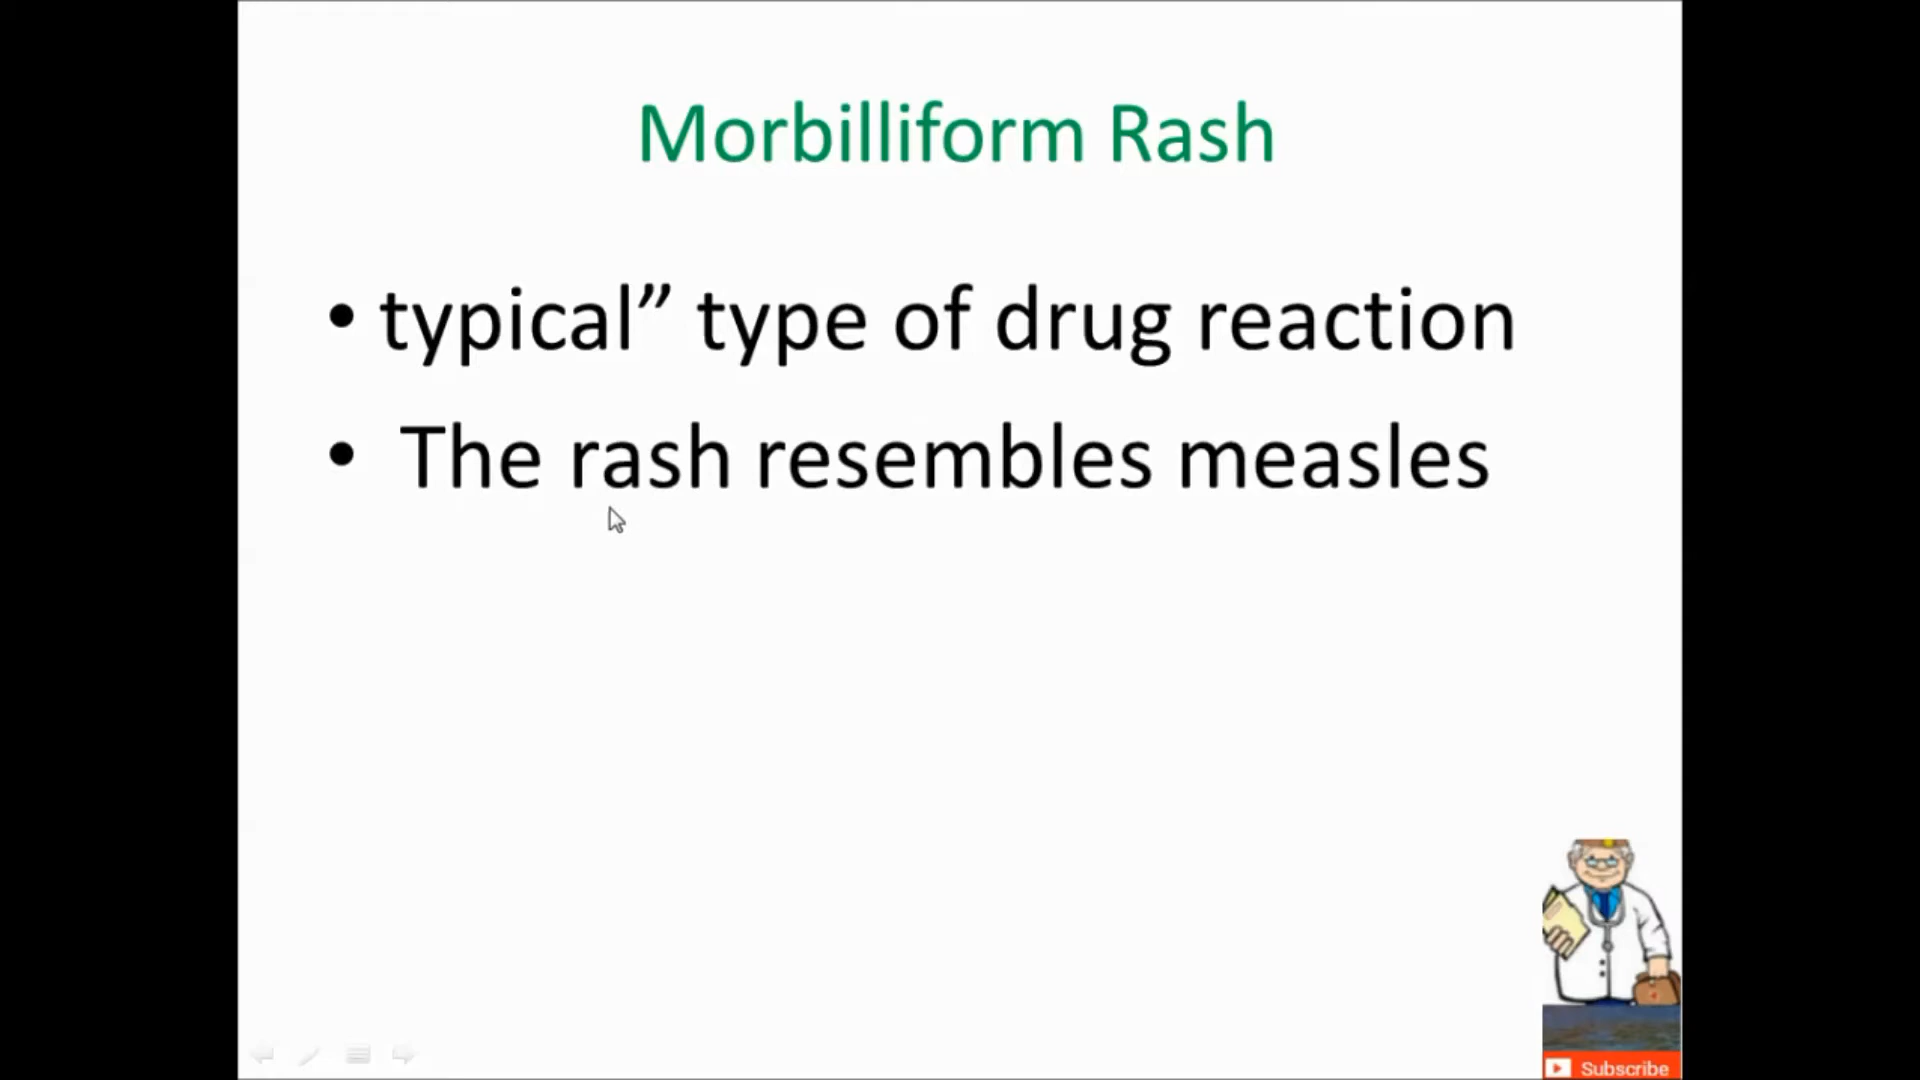 Morbilliform Rash
• typical” type of drug reaction
• The rash resembles measles
Subscribe